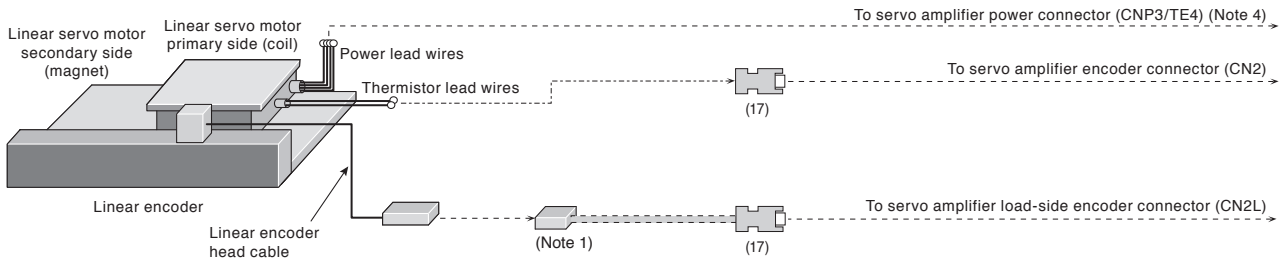 To servo amplifier power connector (CNP3/TE4) (Note 4)
Linear servo motor
secondary side
(magnet)
Linear servo motor
primary side (coil)
Power lead wires
Thermistor lead wires
To servo amplifier encoder connector (CN2)
(17)
Linear encoder
Linear encoder
head cable
(Note 1)
(17)
To servo amplifier load-side encoder connector (CN2L)